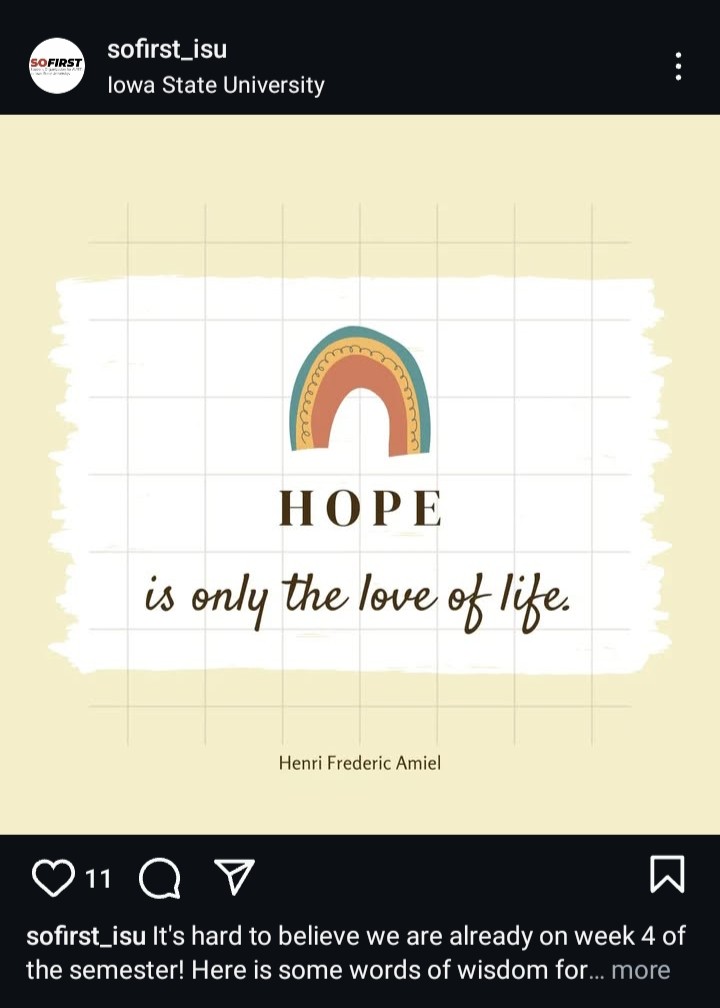 SOFIRST
sofirst_isu
Iowa State University
HOPE
is only the love of life.
Henri Frederic Amiel
11
sofirst_isu It's hard to believe we are already on week 4 of
the semester! Here is some words of wisdom for... more